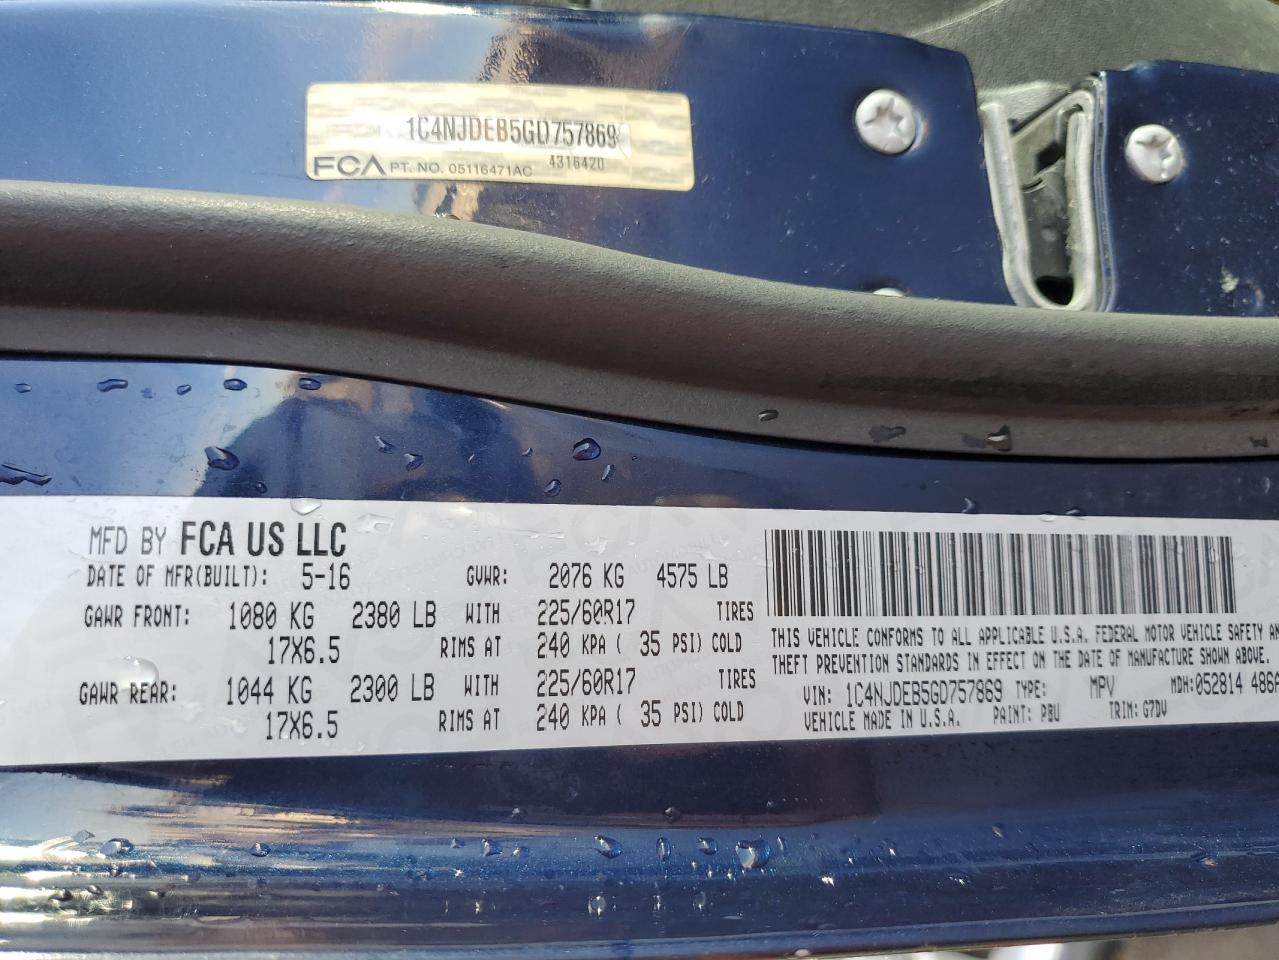 1C4NJDEB5GD757869
FCA PT. NO. 05116471AC 4316420
MFD BY FCA US LLC
DATE OF MFR(BUILT): 5-16 GVWR: 2076 KG 4575 LB
GAWR FRONT: 1080 KG 2380 LB WITH 225/60R17 TIRES
17X6.5 RIMS AT 240 KPA ( 35 PSI) COLD
GAWR REAR: 1044 KG 2300 LB WITH 225/60R17 TIRES
17X6.5 RIMS AT 240 KPA ( 35 PSI) COLD
THIS VEHICLE CONFORMS TO ALL APPLICABLE U.S.A. FEDERAL MOTOR VEHICLE SAFETY AN
THEFT PREVENTION STANDARDS IN EFFECT ON THE DATE OF MANUFACTURE SHOWN ABOVE.
VIN: 1C4NJDEB5GD757869 TYPE: MPV MDH:052814 486A
VEHICLE MADE IN U.S.A. PAINT: PBU TRIM: G7DV